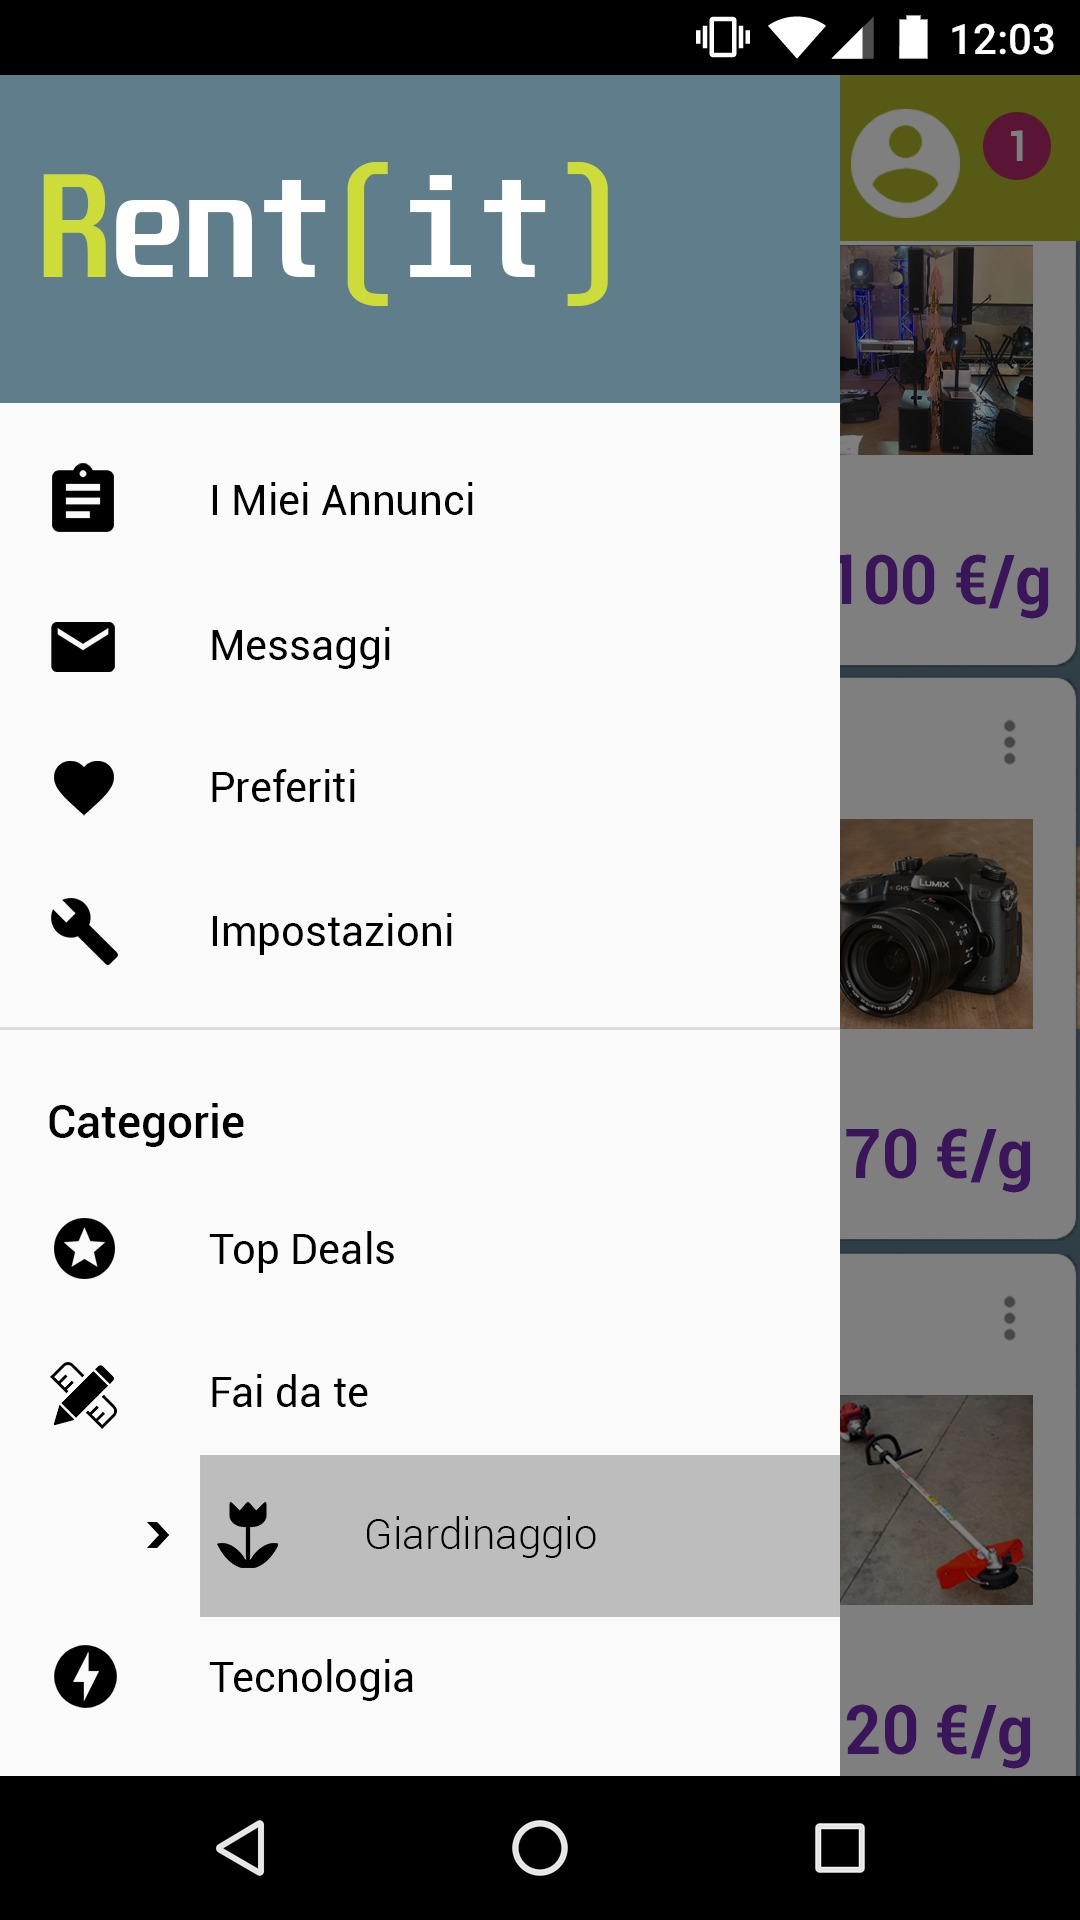 12:03
Rent(it)
1
I Miei Annunci
100 €/g
Messaggi
Preferiti
LUMIX
Impostazioni
Categorie
70 €/g
Top Deals
Fai da te
Giardinaggio
Tecnologia
20 €/g